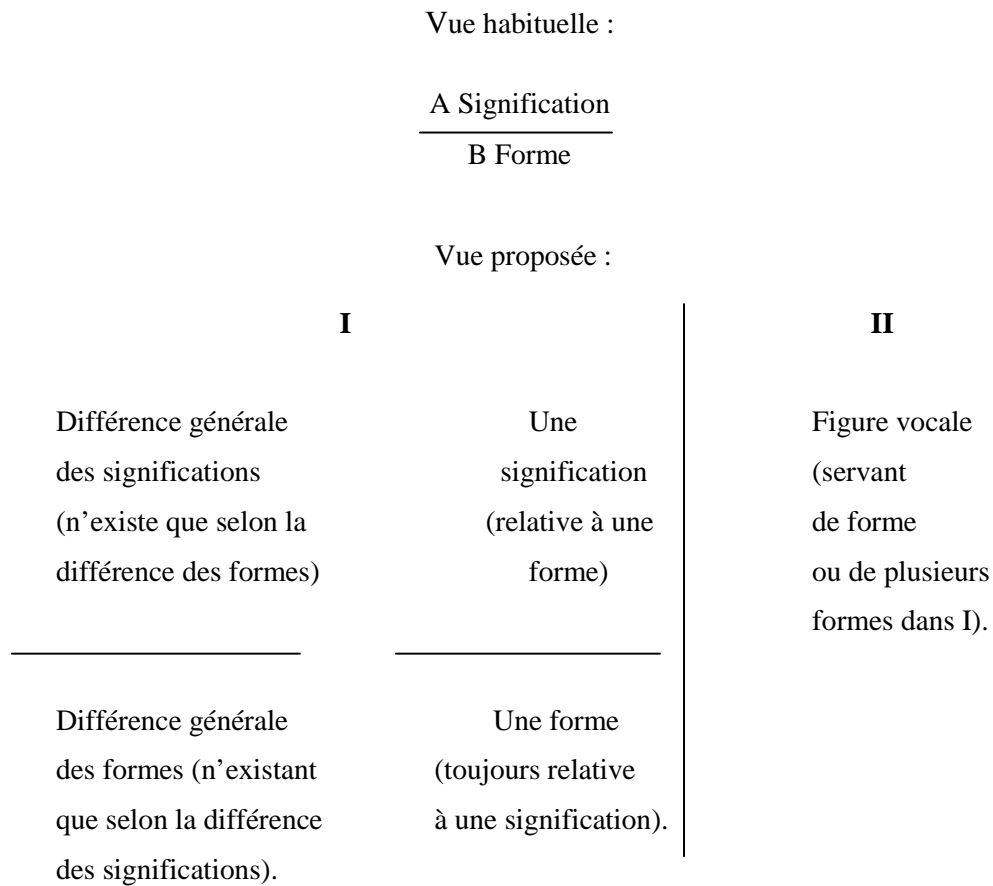 Vue habituelle :
A Signification
B Forme
Vue proposée :
I
II
Différence générale
des significations
(n’existe que selon la
différence des formes)
Une
signification
(relative à une
forme)
Figure vocale
(servant
de forme
ou de plusieurs
formes dans I).
Différence générale
des formes (n’existant
que selon la différence
des significations).
Une forme
(toujours relative
à une signification).